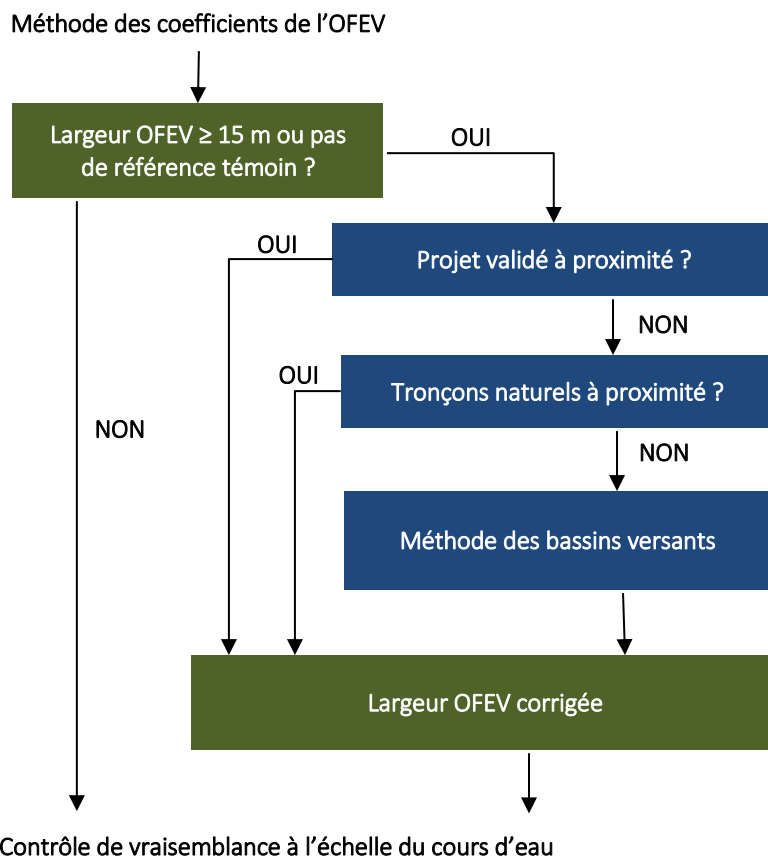 Méthode des coefficients de l'OFEV
Largeur OFEV ≥ 15 m ou pas
de référence témoin ?
OUI
OUI
Projet validé à proximité ?
NON
OUI
Tronçons naturels à proximité ?
NON
NON
Méthode des bassins versants
Largeur OFEV corrigée
Contrôle de vraisemblance à l'échelle du cours d'eau